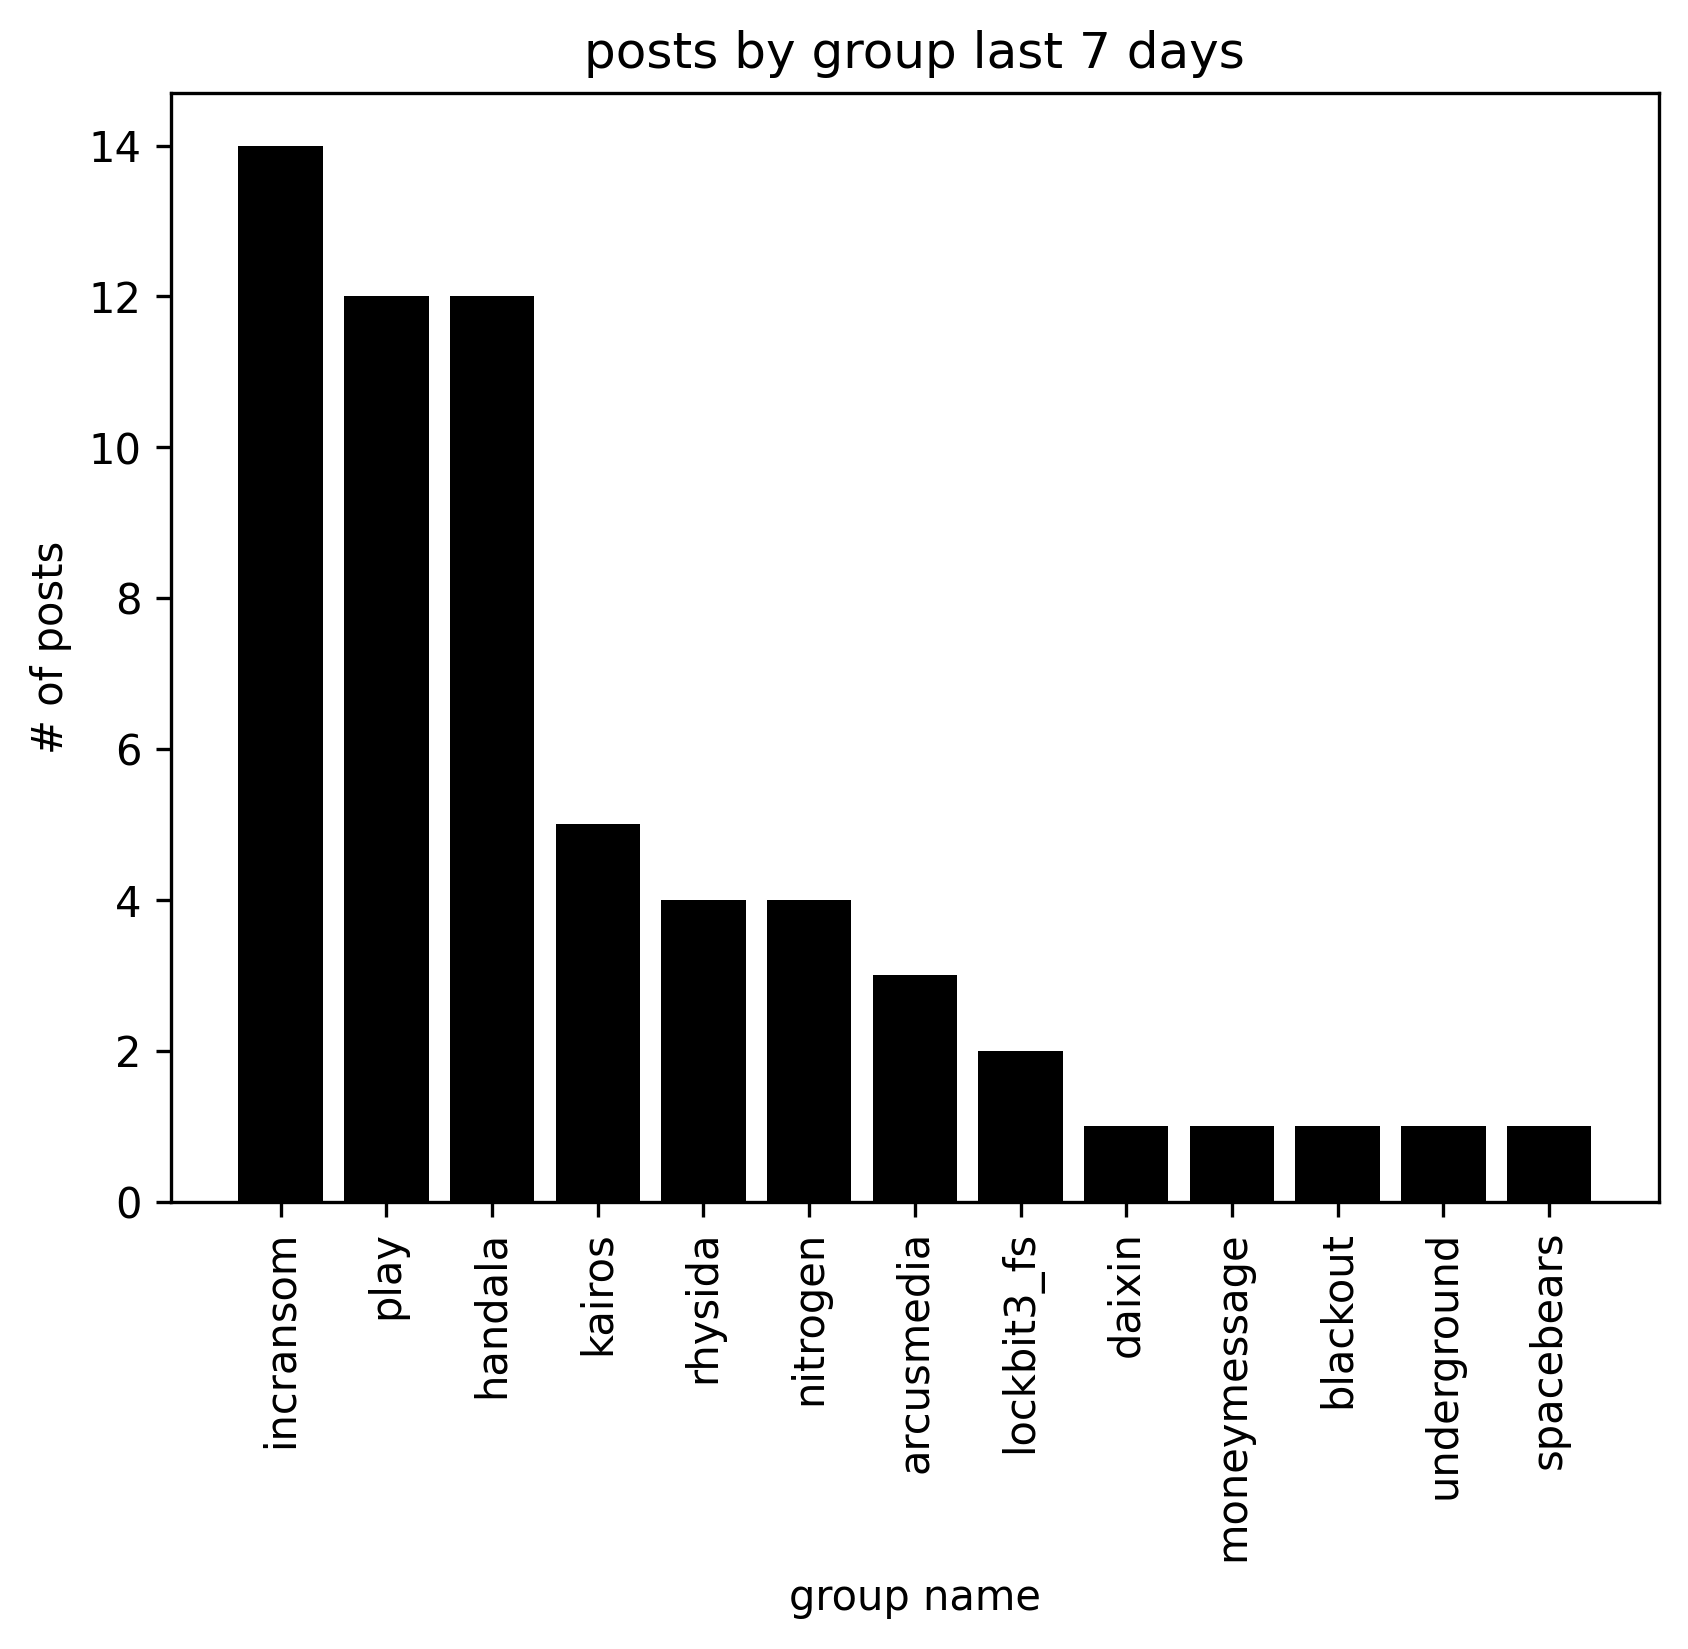 posts by group last 7 days
14
12
10
8
6
4
2
0
# of posts
incransom
play
handala
kairos
rhysida
nitrogen
arcusmedia
lockbit3_fs
daixin
moneymessage
blackout
underground
spacebears
group name